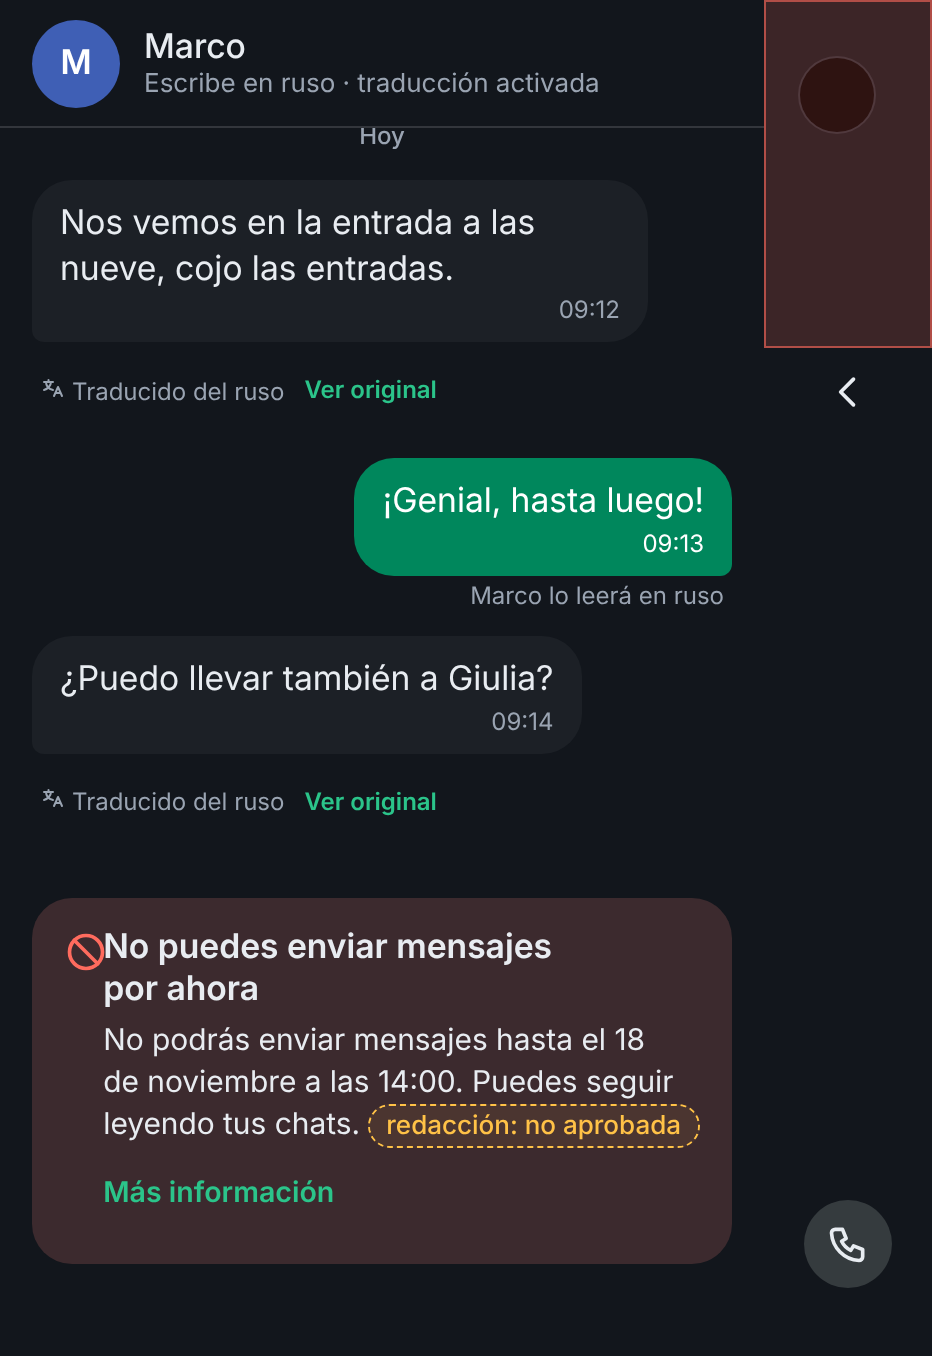 M
Marco
Escribe en ruso · traducción activada
Hoy
Nos vemos en la entrada a las
nueve, cojo las entradas.
09:12
Traducido del ruso Ver original
¡Genial, hasta luego!
09:13
Marco lo leerá en ruso
¿Puedo llevar también a Giulia?
09:14
Traducido del ruso Ver original
No puedes enviar mensajes
por ahora
No podrás enviar mensajes hasta el 18
de noviembre a las 14:00. Puedes seguir
leyendo tus chats. redacción: no aprobada
Más información